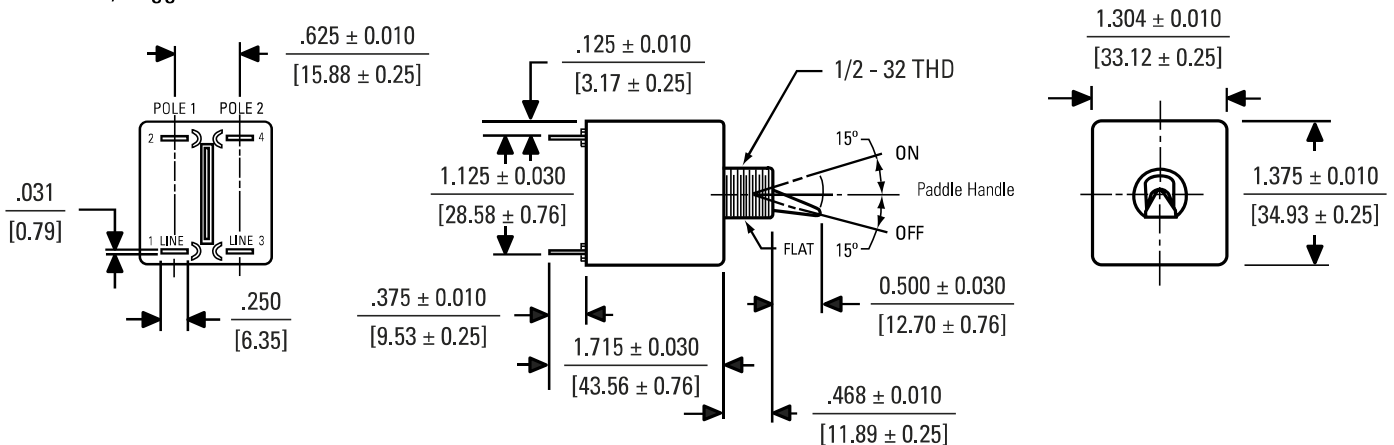 .625 ± 0.010
[15.88 ± 0.25]
POLE 1 POLE 2
2 4
.031
[0.79]
1 LINE LINE 3
.250
[6.35]
.125 ± 0.010
[3.17 ± 0.25]
1/2 - 32 THD
15º
ON
Paddle Handle
OFF
15º
FLAT
1.125 ± 0.030
[28.58 ± 0.76]
.375 ± 0.010
[9.53 ± 0.25]
1.715 ± 0.030
[43.56 ± 0.76]
0.500 ± 0.030
[12.70 ± 0.76]
.468 ± 0.010
[11.89 ± 0.25]
1.304 ± 0.010
[33.12 ± 0.25]
1.375 ± 0.010
[34.93 ± 0.25]